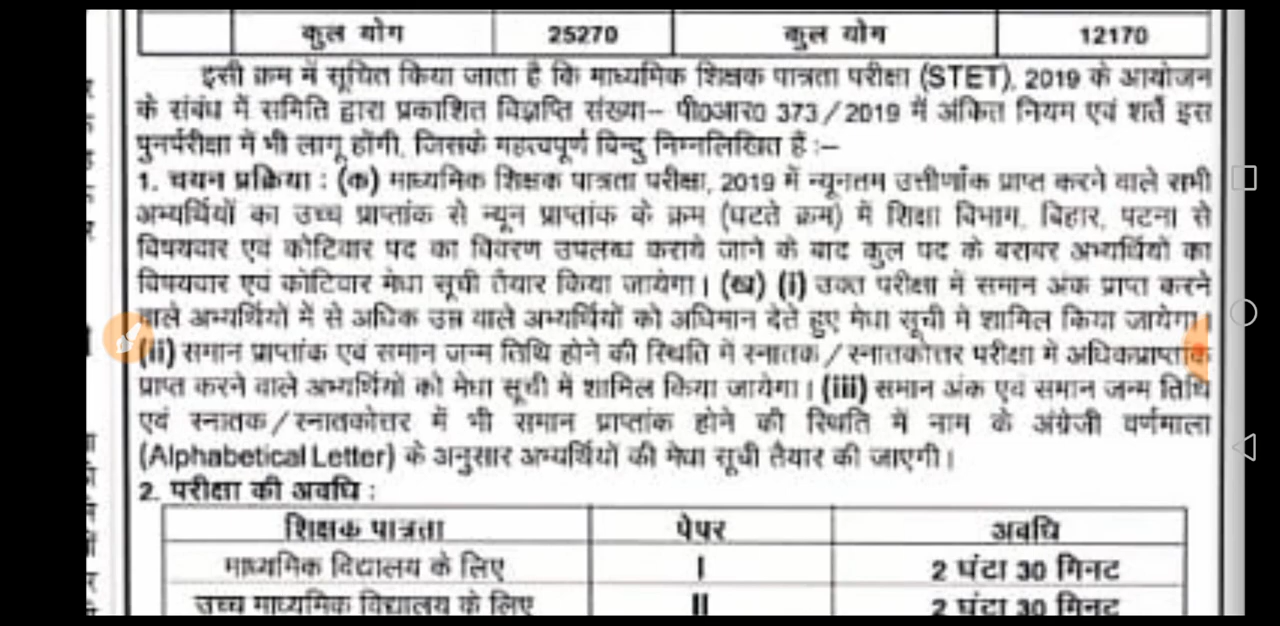 कुल योग 25270 कुल योग 12170
इसी क्रम में सूचित किया जाता है कि माध्यमिक शिक्षक पात्रता परीक्षा (STET), 2019 के आयोजन
के संबंध में समिति द्वारा प्रकाशित विज्ञप्ति संख्या– पी0आर0 373/2019 में अंकित नियम एवं शर्तें इस
पुनर्परीक्षा में भी लागू होंगी, जिसके महत्वपूर्ण विन्दु निम्नलिखित हैं :–
1. चयन प्रक्रिया : (क) माध्यमिक शिक्षक पात्रता परीक्षा, 2019 में न्यूनतम उत्तीर्णांक प्राप्त करने वाले सभी
अभ्यर्थियों का उच्च प्राप्तांक से न्यून प्राप्तांक के क्रम (घटते क्रम) में शिक्षा विभाग, बिहार, पटना से
विषयवार एवं कोटिवार पद का विवरण उपलब्ध कराये जाने के बाद कुल पद के बराबर अभ्यर्थियों का
विषयवार एवं कोटिवार मेधा सूची तैयार किया जायेगा। (ख) (i) उक्त परीक्षा में समान अंक प्राप्त करने
वाले अभ्यर्थियों में से अधिक उम्र वाले अभ्यर्थियों को अधिमान देते हुए मेधा सूची मे शामिल किया जायेगा।
(ii) समान प्राप्तांक एवं समान जन्म तिथि होने की स्थिति मे स्नातक/स्नातकोत्तर परीक्षा मे अधिकप्राप्तांक
प्राप्त करने वाले अभ्यर्थियों को मेधा सूची मे शामिल किया जायेगा। (iii) समान अंक एवं समान जन्म तिथि
एवं स्नातक/स्नातकोत्तर में भी समान प्राप्तांक होने की स्थिति में नाम के अंग्रेजी वर्णमाला
(Alphabetical Letter) के अनुसार अभ्यर्थियों की मेधा सूची तैयार की जाएगी।
2. परीक्षा की अवधि :
शिक्षक पात्रता पेपर अवधि
माध्यमिक विद्यालय के लिए I 2 घंटा 30 मिनट
उच्च माध्यमिक विद्यालय के लिए II 2 घंटा 30 मिनट